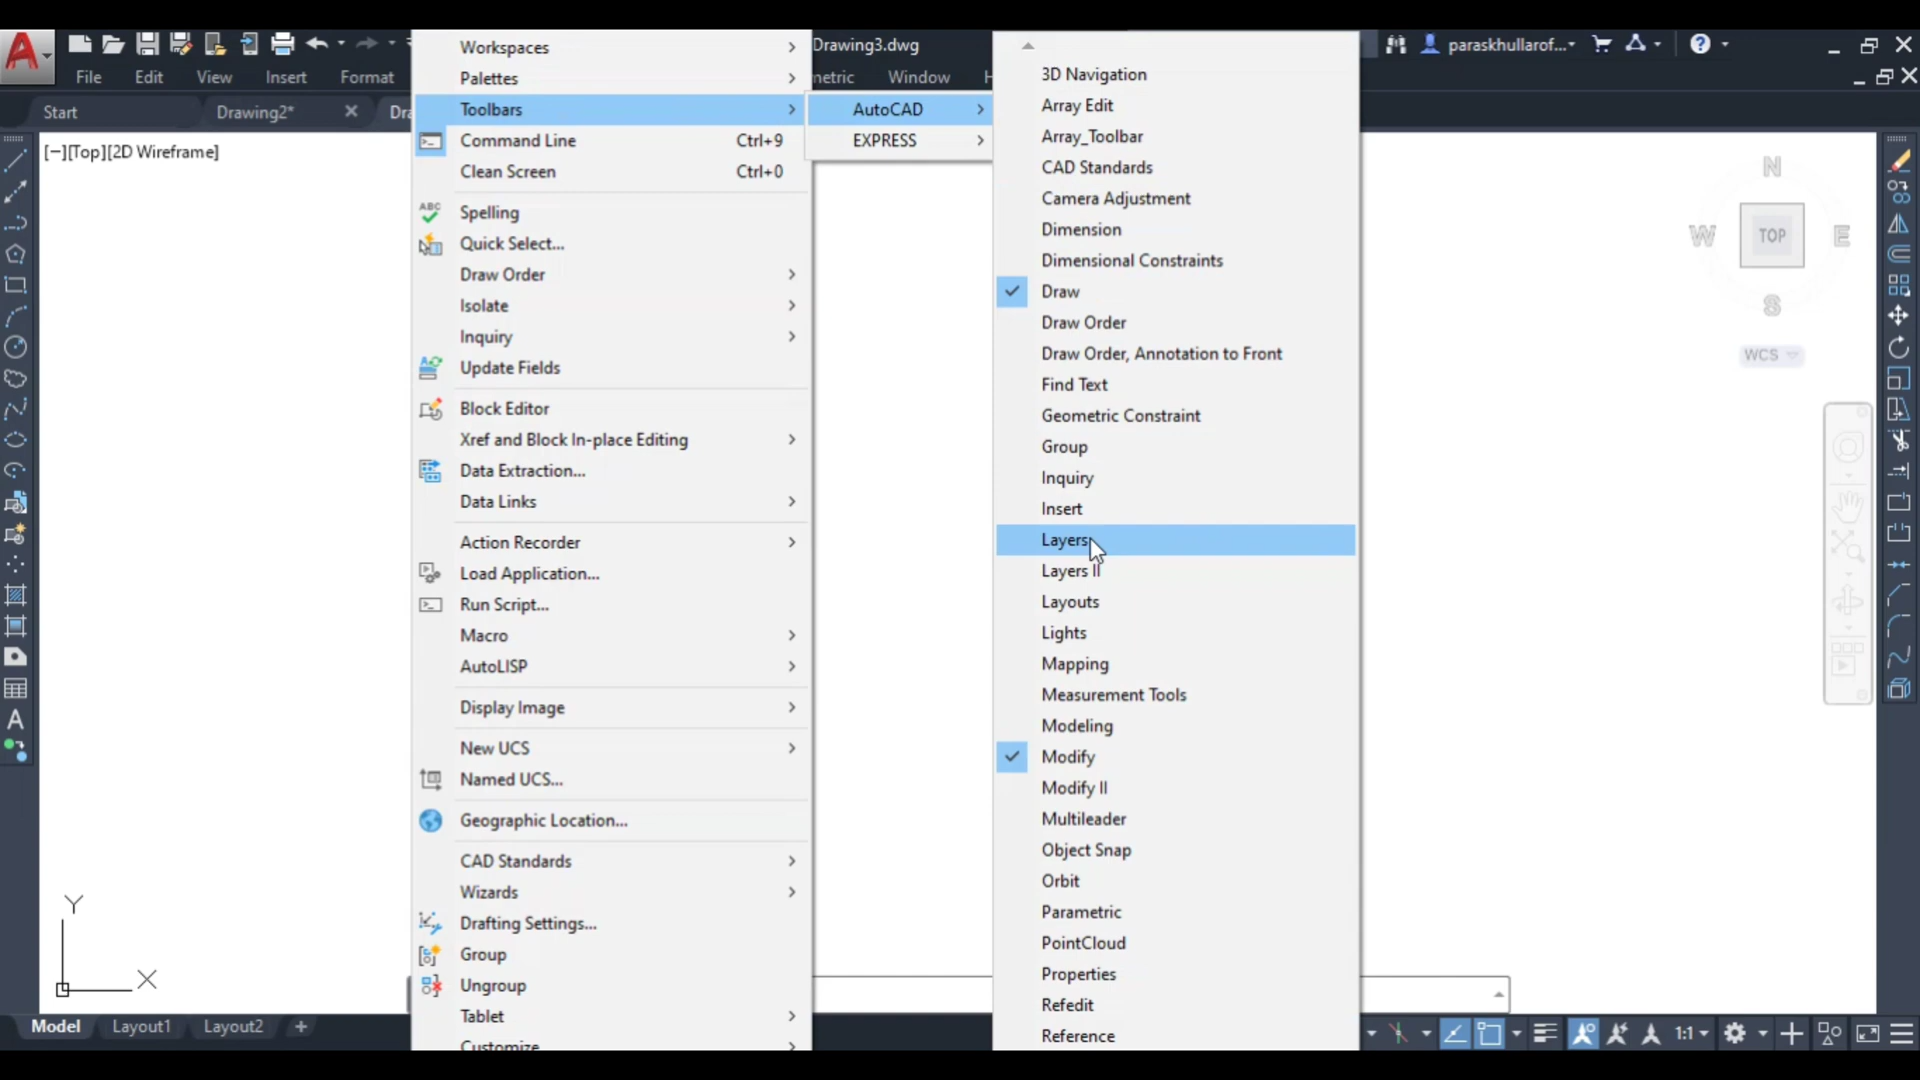 Drawing3.dwg
paraskhullarof...
File
Edit
View
Insert
Format
metric
Window
H
Start
Drawing2*
Dra
[−][Top][2D Wireframe]
Workspaces
Palettes
Toolbars
Command Line Ctrl+9
Clean Screen Ctrl+0
ABC
Spelling
Quick Select...
Draw Order
Isolate
Inquiry
Update Fields
Block Editor
Xref and Block In-place Editing
Data Extraction...
Data Links
Action Recorder
Load Application...
Run Script...
Macro
AutoLISP
Display Image
New UCS
Named UCS...
Geographic Location...
CAD Standards
Wizards
Drafting Settings...
Group
Ungroup
Tablet
Customize
AutoCAD
EXPRESS
3D Navigation
Array Edit
Array_Toolbar
CAD Standards
Camera Adjustment
Dimension
Dimensional Constraints
Draw
Draw Order
Draw Order, Annotation to Front
Find Text
Geometric Constraint
Group
Inquiry
Insert
Layers
Layers II
Layouts
Lights
Mapping
Measurement Tools
Modeling
Modify
Modify II
Multileader
Object Snap
Orbit
Parametric
PointCloud
Properties
Refedit
Reference
N
W TOP E
S
WCS
Y
X
Model
Layout1
Layout2
1:1